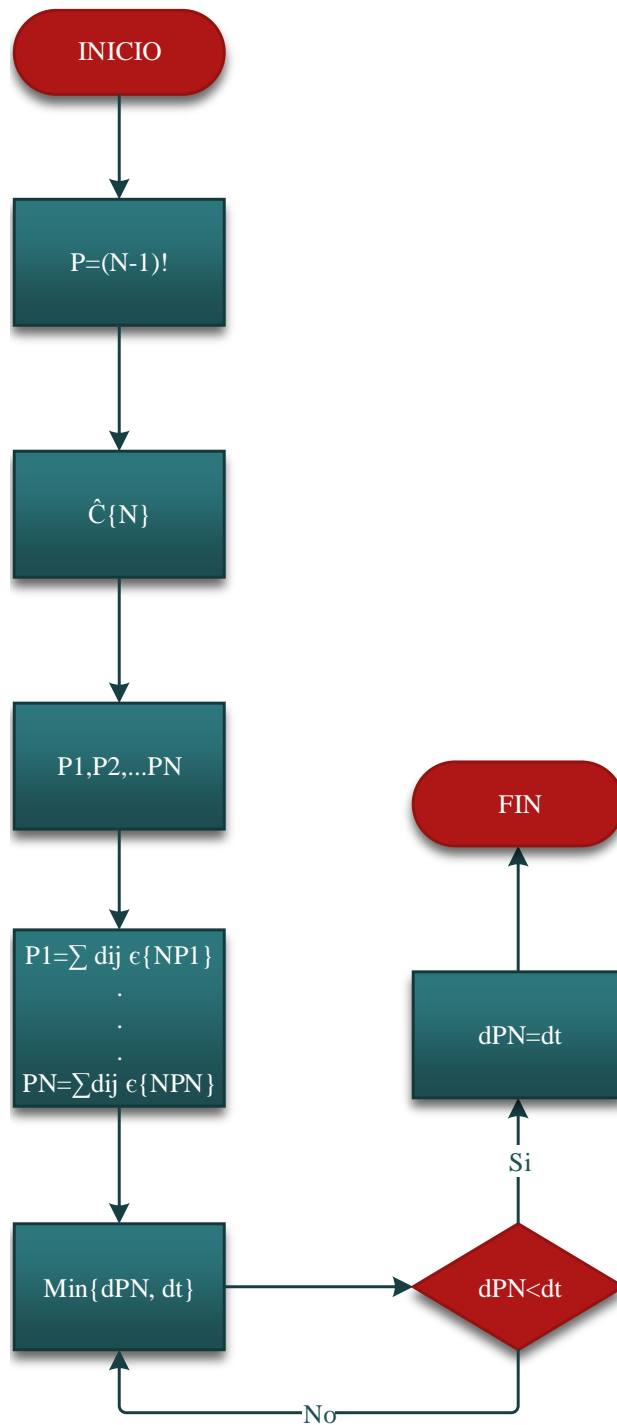 INICIO
P=(N-1)!
Ĉ{N}
P1,P2,...PN
P1=∑ dij ϵ{NP1}
.
.
.
PN=∑dij ϵ{NPN}
Min{dPN, dt}
dPN<dt
No
Si
dPN=dt
FIN